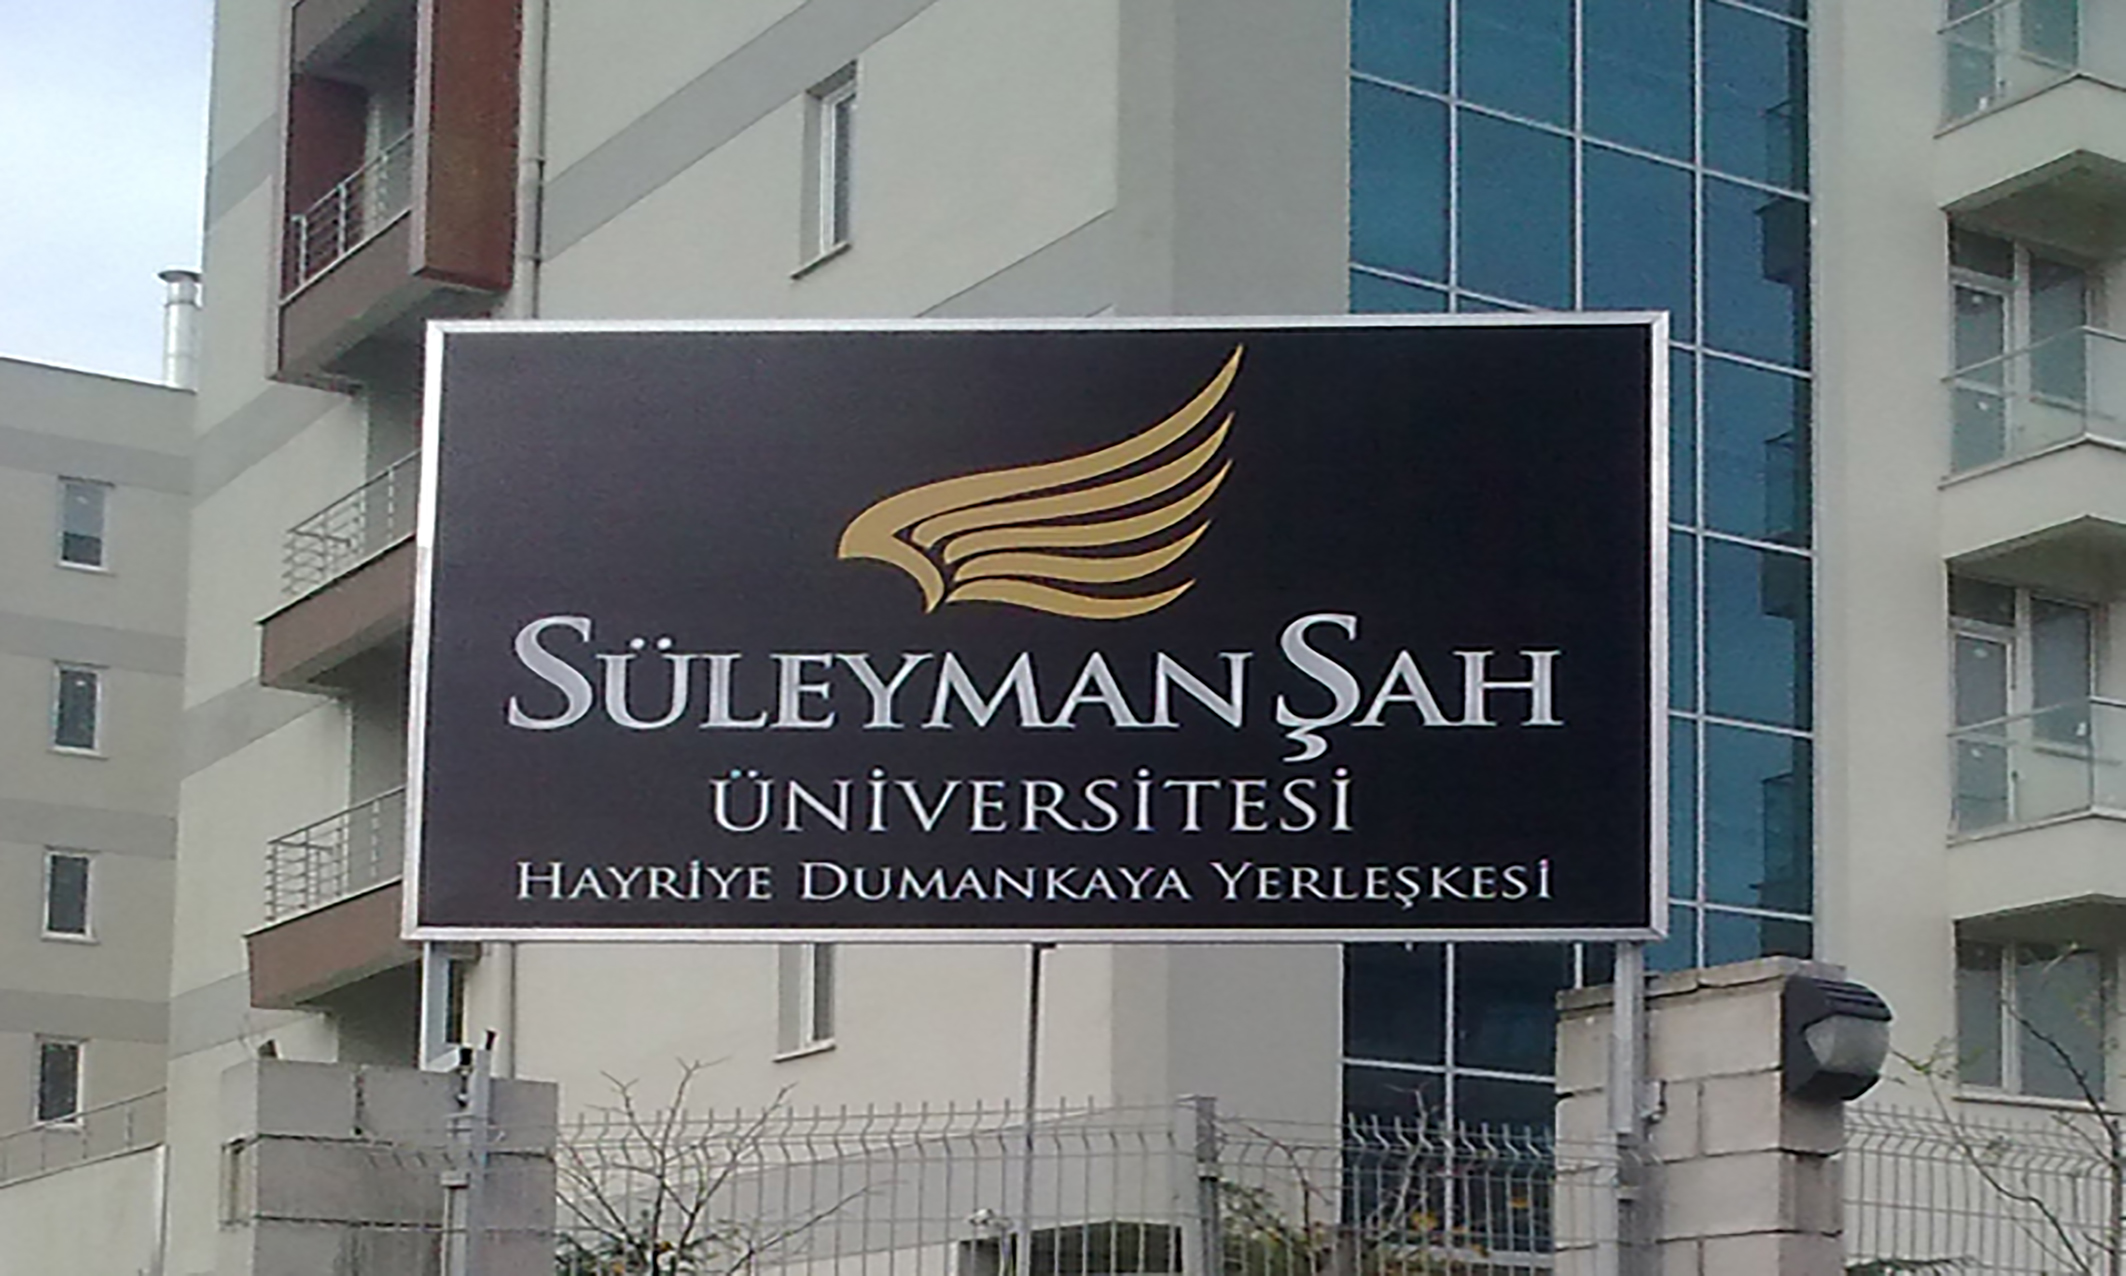 SÜLEYMAN ŞAH
ÜNİVERSİTESİ
HAYRİYE DUMANKAYA YERLEŞKESİ